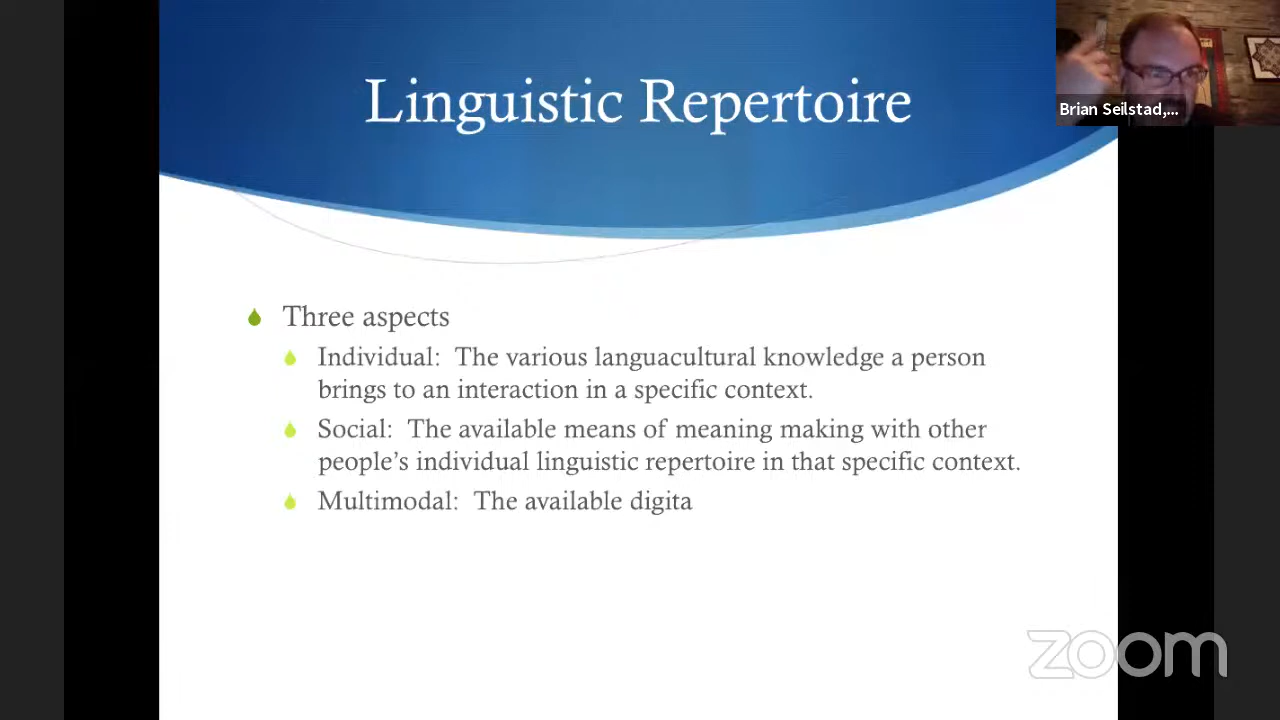 Linguistic Repertoire
Brian Seilstad,...
Three aspects
Individual: The various languacultural knowledge a person
brings to an interaction in a specific context.
Social: The available means of meaning making with other
people's individual linguistic repertoire in that specific context.
Multimodal: The available digita
zoom